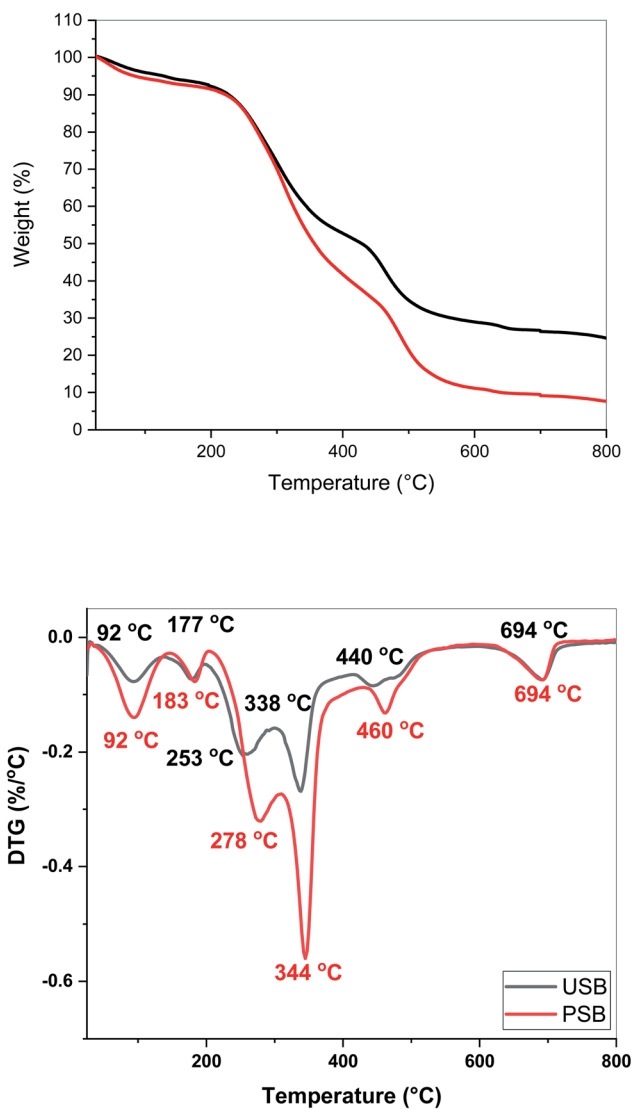 110
100
90
80
70
60
50
40
30
20
10
0
Weight (%)
200
400
600
800
Temperature (°C)
0.0
-0.2
-0.4
-0.6
DTG (%/°C)
92 °C
177 °C
694 °C
440 °C
183 °C
338 °C
694 °C
92 °C
460 °C
253 °C
278 °C
344 °C
USB
PSB
200
400
600
800
Temperature (°C)